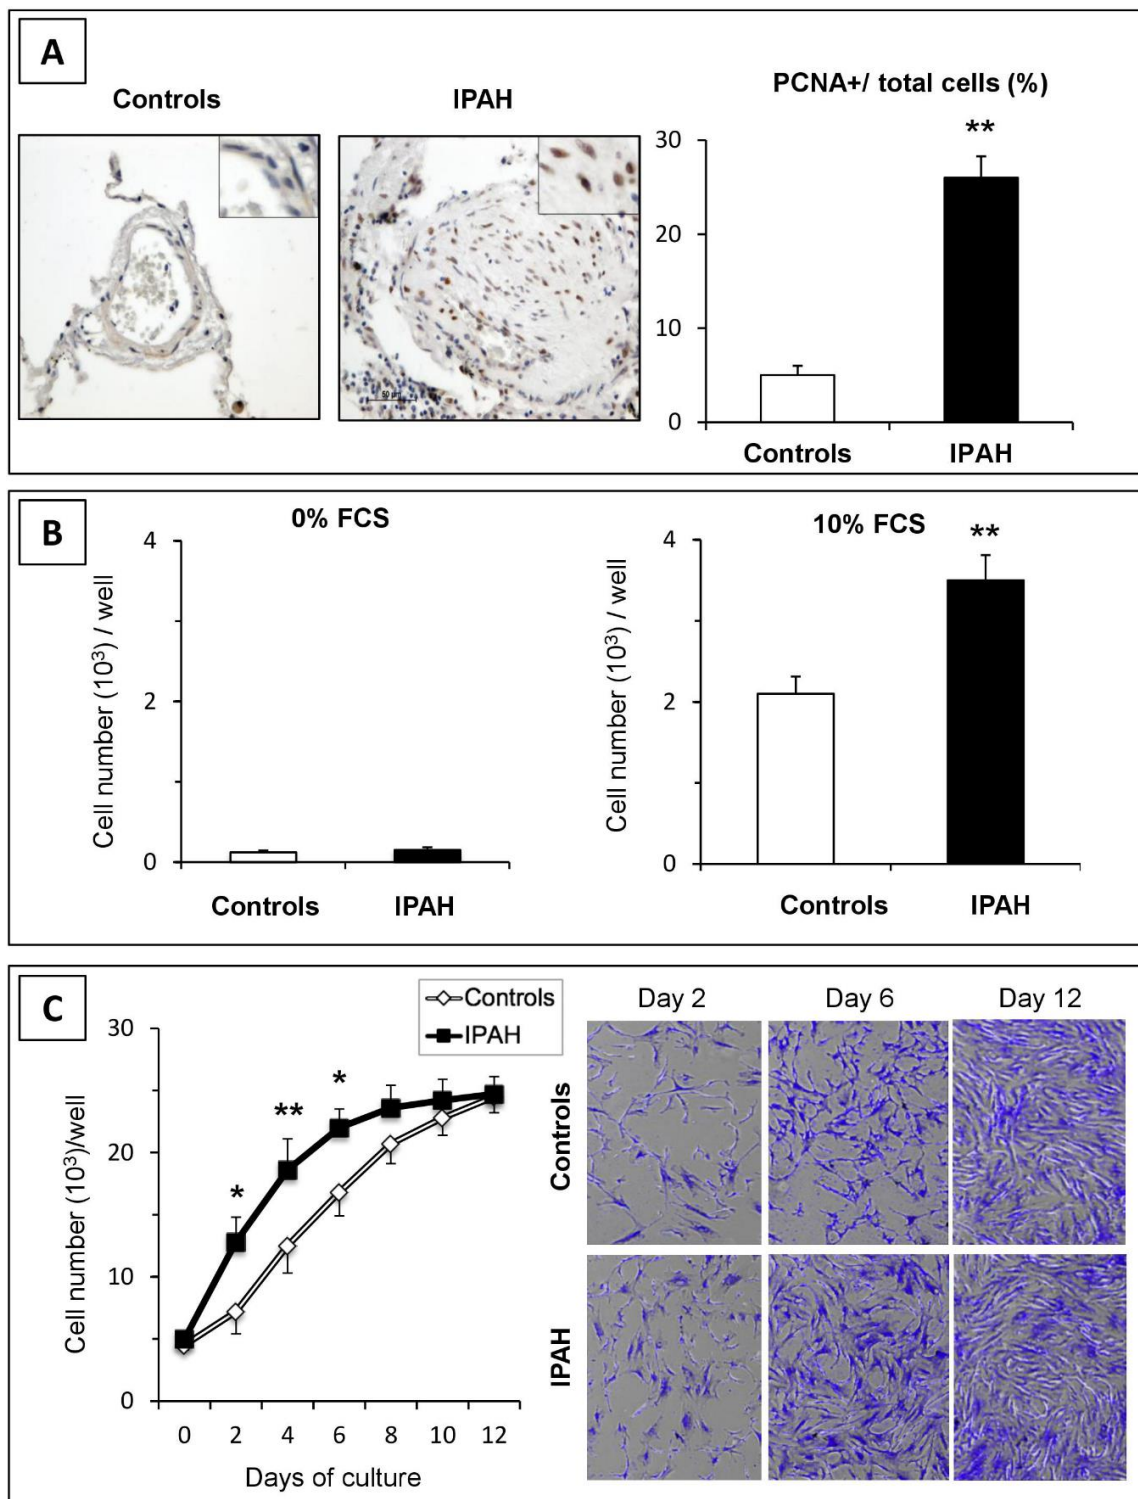 A
Controls
IPAH
PCNA+/ total cells (%)
**
30
20
10
0
Controls
IPAH
50 µm
B
0% FCS
Cell number (10³) / well
4
2
0
Controls
IPAH
10% FCS
**
Cell number (10³) / well
4
2
0
Controls
IPAH
C
Controls
IPAH
Cell number (10³)/well
30
20
10
0
*
**
*
0 2 4 6 8 10 12
Days of culture
Day 2 Day 6 Day 12
Controls
IPAH